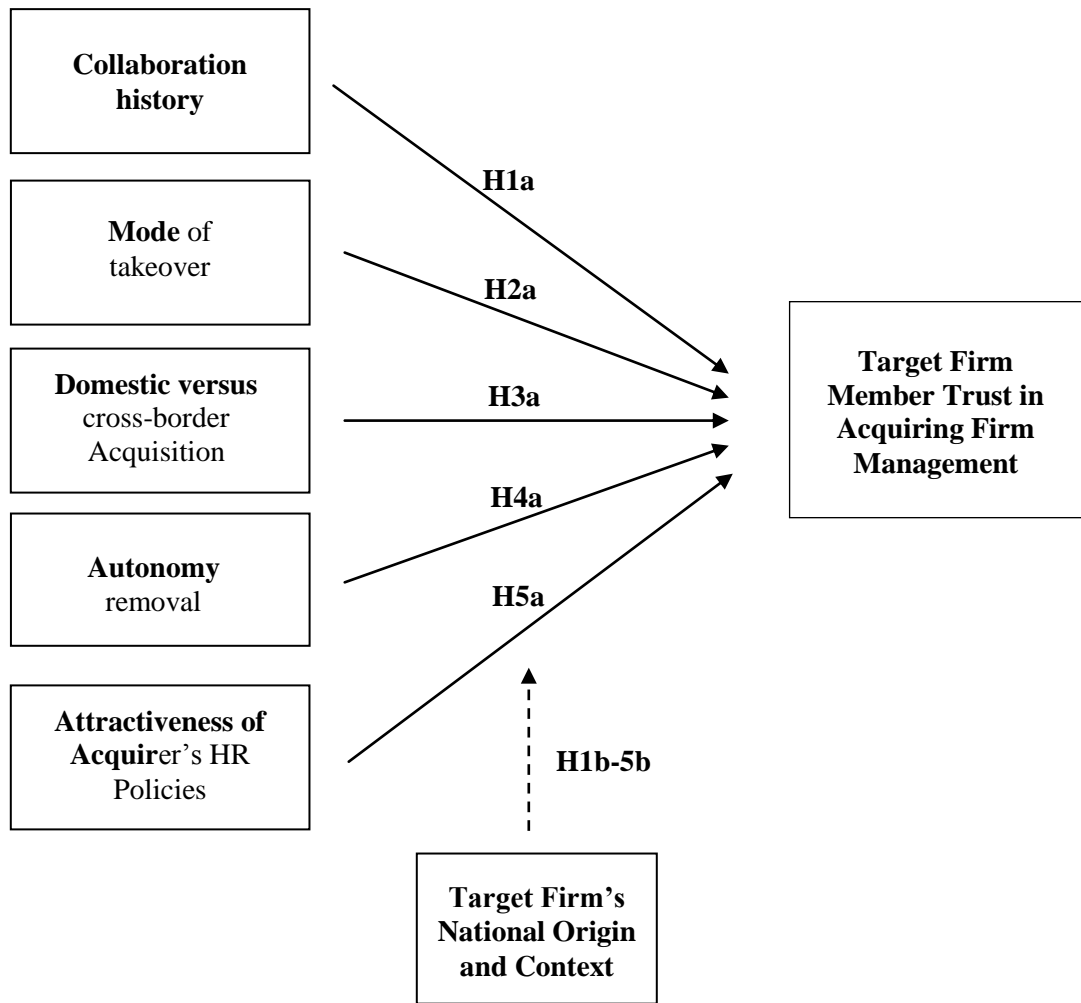 Collaboration
history
H1a
Mode of
takeover
H2a
Domestic versus
cross-border
Acquisition
H3a
Target Firm
Member Trust in
Acquiring Firm
Management
Autonomy
removal
H4a
H5a
Attractiveness of
Acquirer’s HR
Policies
H1b-5b
Target Firm’s
National Origin
and Context